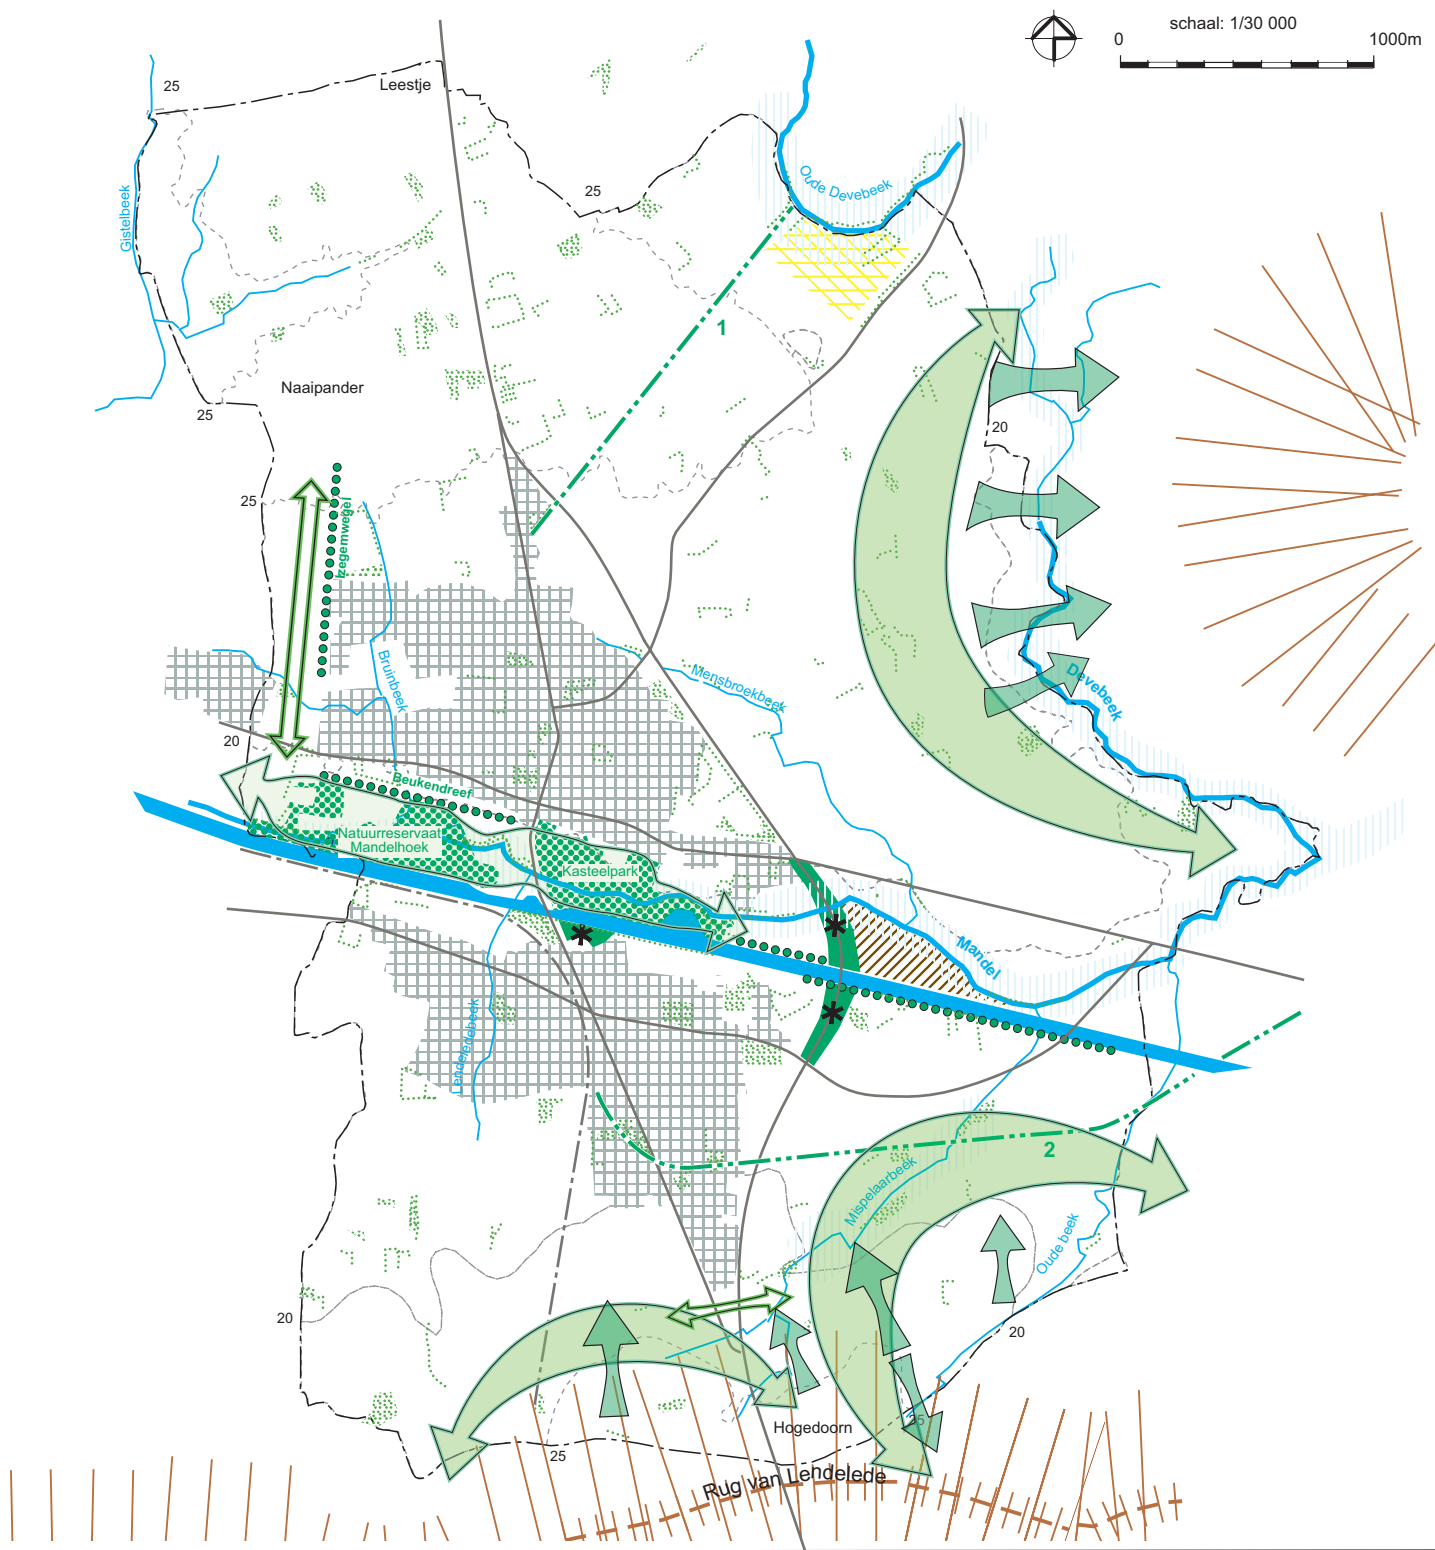 schaal: 1/30 000
0 1000m
25
Leestje
25
Oude Devebeek
Gistelbeek
1
Naaipander
25
20
25
Izegemwegel
Bruinbeek
Mensbroekbeek
Devebeek
20
Beukendreef
Natuurreservaat
Mandelhoek
Kasteelpark
Mandel
Lendeledebeek
2
Mispelaarbeek
Oude beek
20
20
Hogedoorn
25
25
Rug van Lendelede